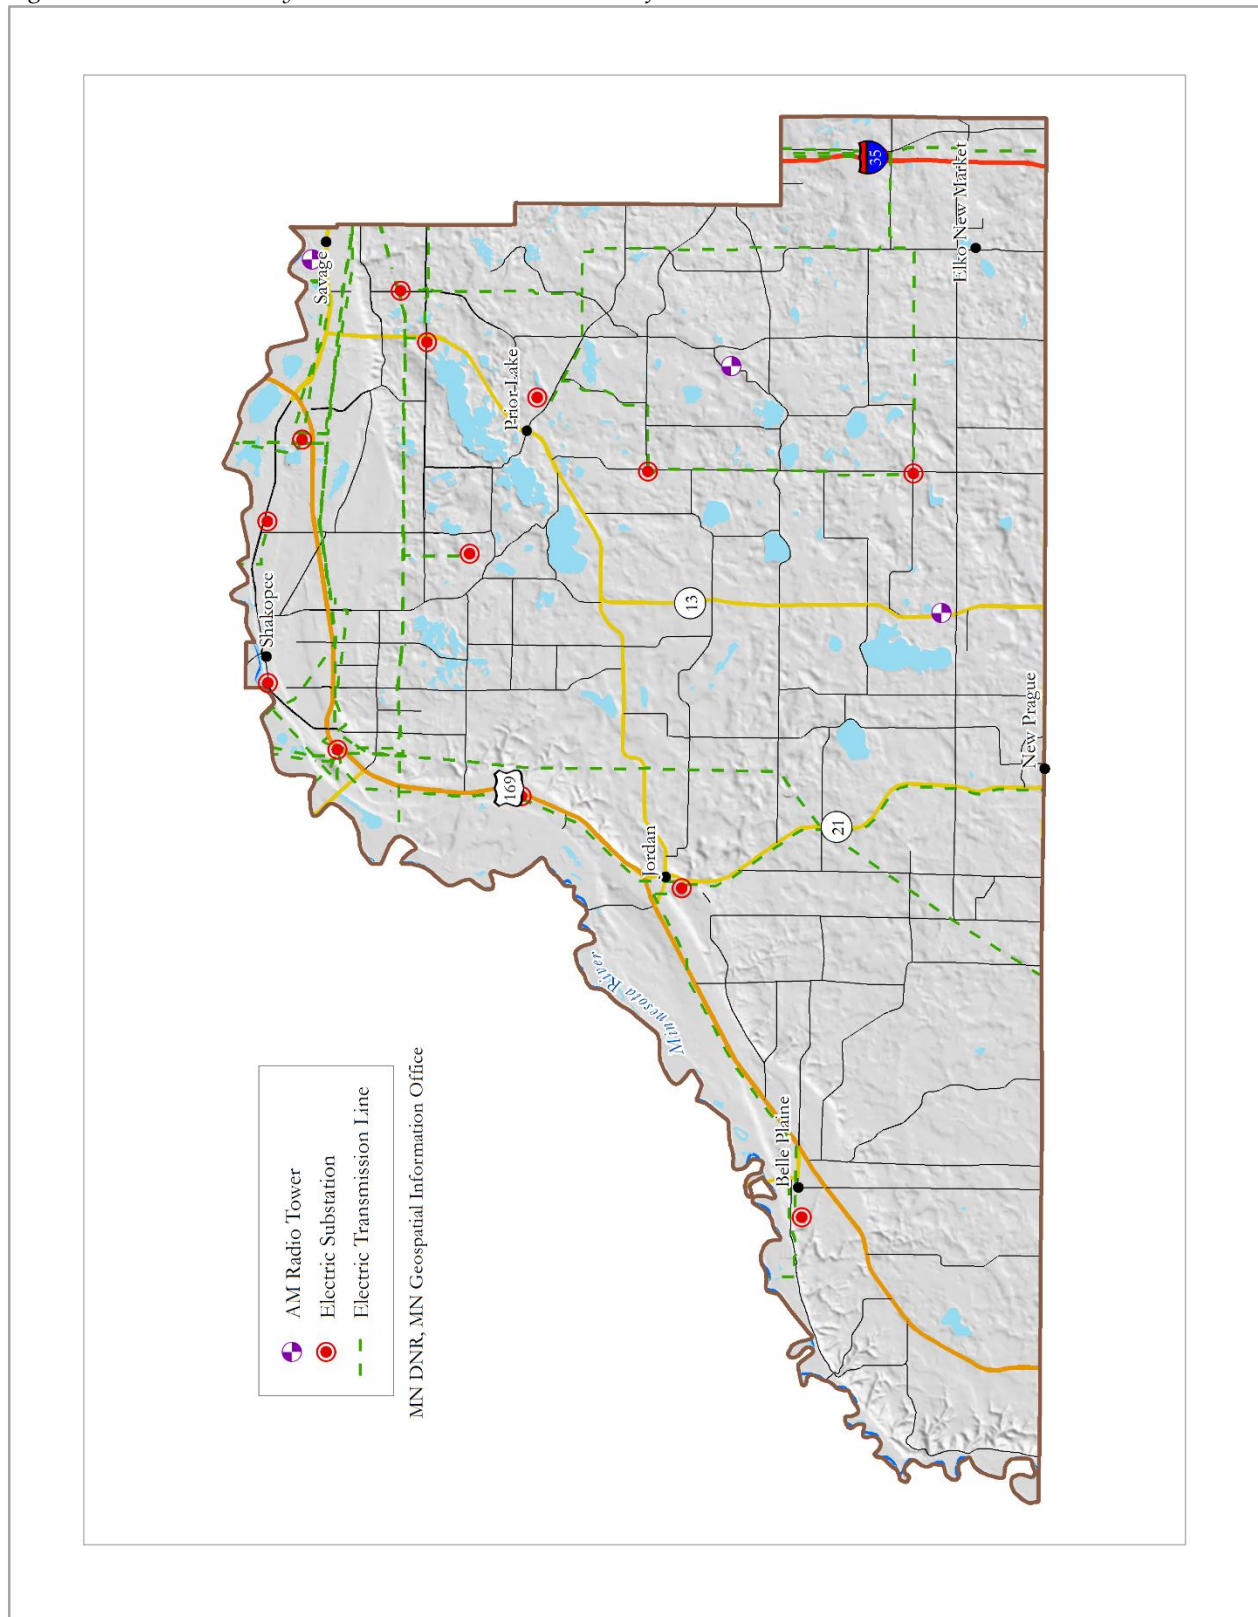 Savage
35
Elko New Market
Prior Lake
Shakopee
13
New Prague
169
Jordan
21
Minnesota River
Belle Plaine
AM Radio Tower
Electric Substation
Electric Transmission Line
MN DNR, MN Geospatial Information Office